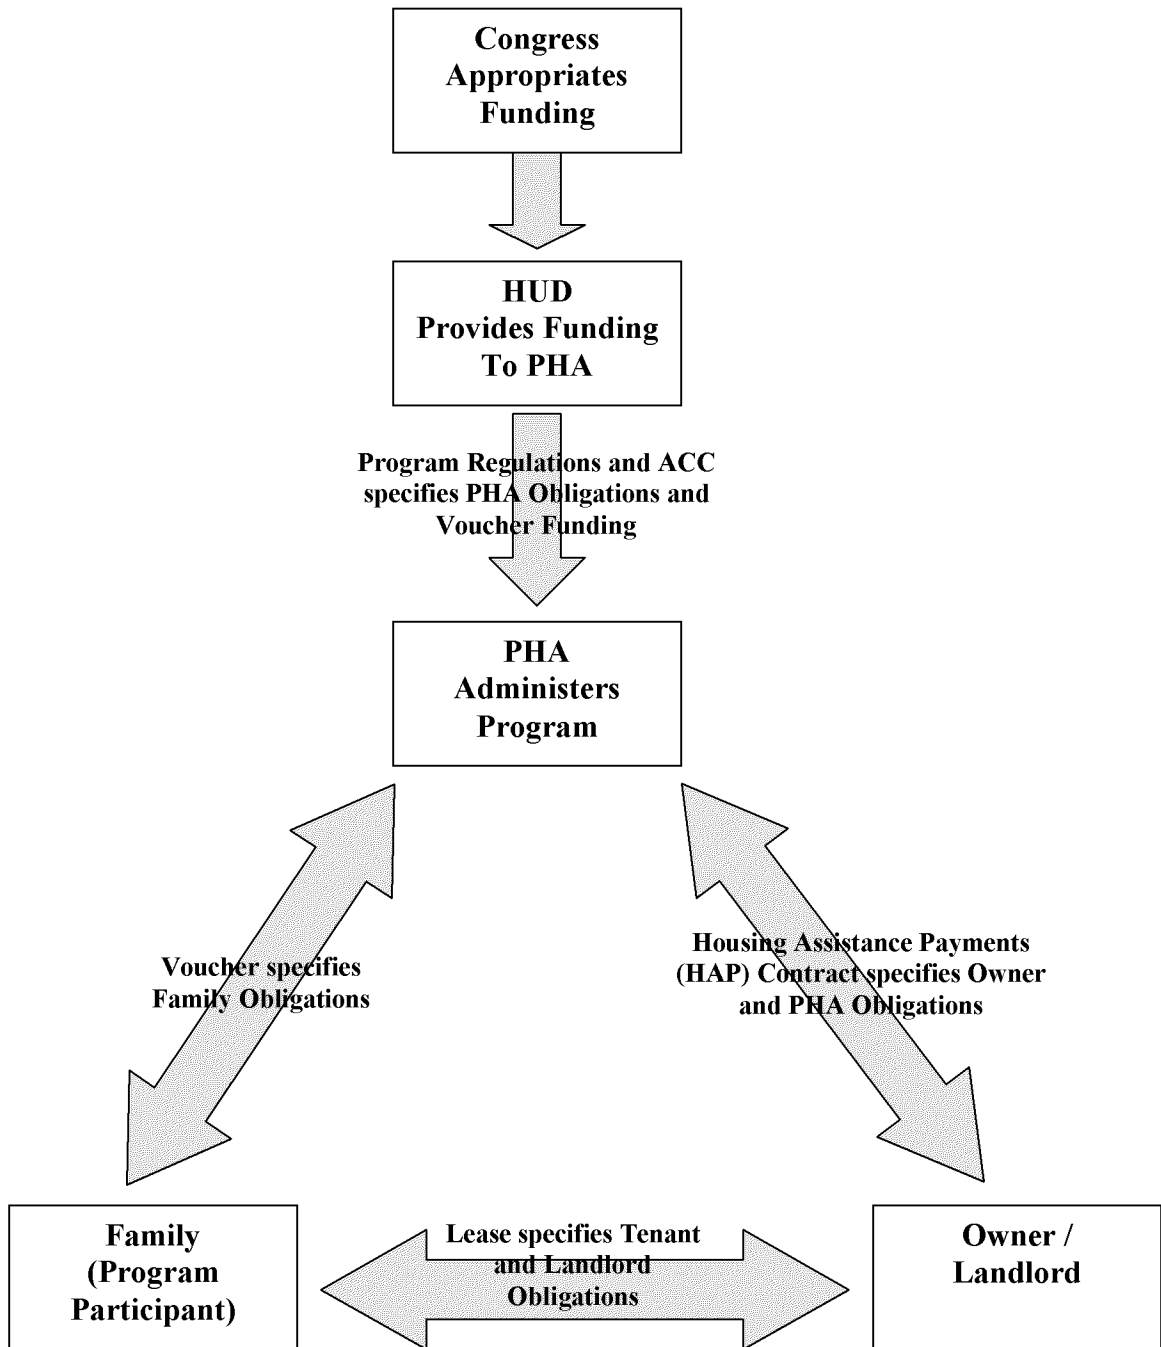 Congress
Appropriates
Funding
HUD
Provides Funding
To PHA
Program Regulations and ACC
specifies PHA Obligations and
Voucher Funding
PHA
Administers
Program
Voucher specifies
Family Obligations
Housing Assistance Payments
(HAP) Contract specifies Owner
and PHA Obligations
Family
(Program
Participant)
Lease specifies Tenant
and Landlord
Obligations
Owner /
Landlord